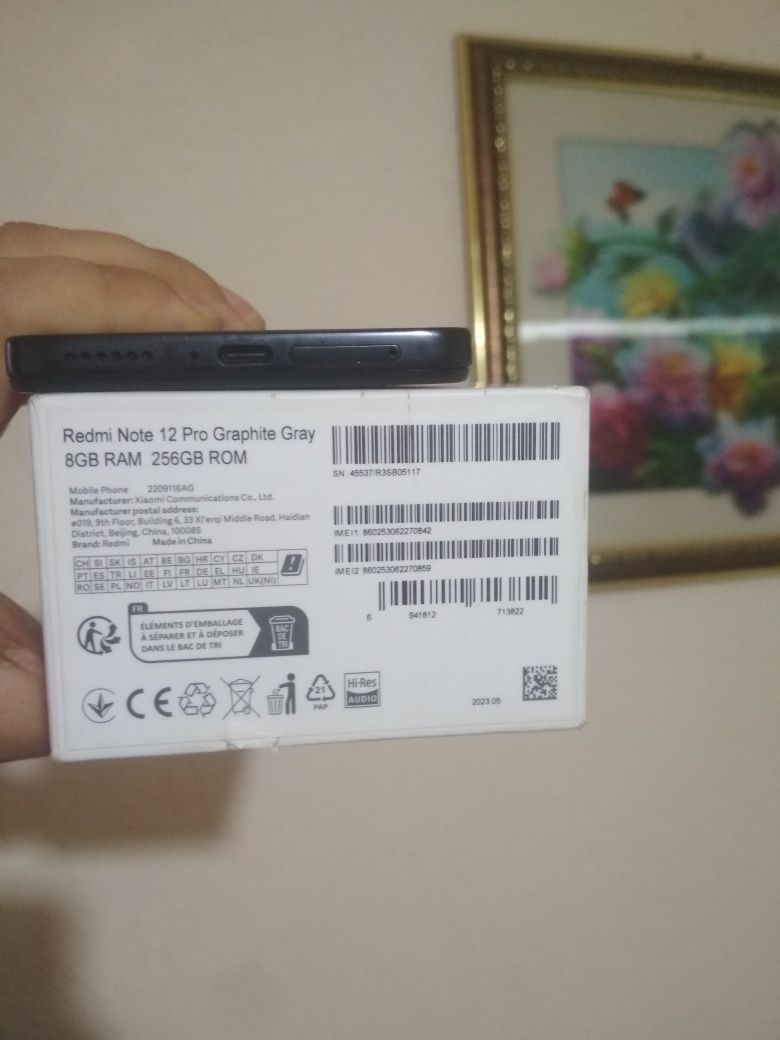 Redmi Note 12 Pro Graphite Gray
8GB RAM 256GB ROM
Mobile Phone 2209116AG
Manufacturer: Xiaomi Communications Co., Ltd.
Manufacturer postal address:
#019, 9th Floor, Building 6, 33 Xi'erqi Middle Road, Haidian
District, Beijing, China, 100085
Brand: Redmi Made in China
CH SI SK IS AT BE BG HR CY CZ DK
PT ES TR LI EE FI FR DE EL HU IE
RO SE PL NO IT LV LT LU MT NL UK(NI)
FR
ÉLÉMENTS D'EMBALLAGE
À SÉPARER ET À DÉPOSER
DANS LE BAC DE TRI
BAC
DE
TRI
CE
21
PAP
Hi-Res
AUDIO
SN: 45537/R3SB05117
IMEI1 860253062270842
IMEI2 860253062270859
6 941812 713822
2023.05